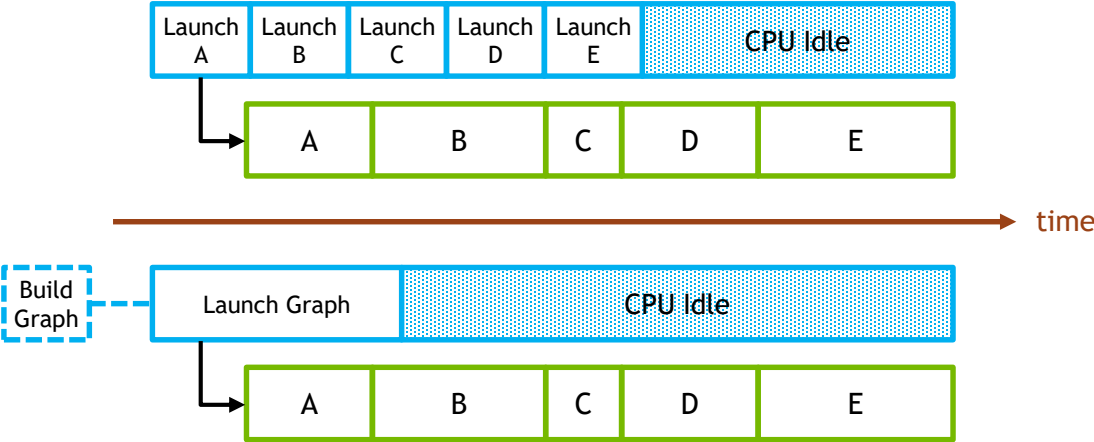 Launch A
Launch B
Launch C
Launch D
Launch E
CPU Idle
A B C D E
time
Build Graph
Launch Graph
CPU Idle
A B C D E